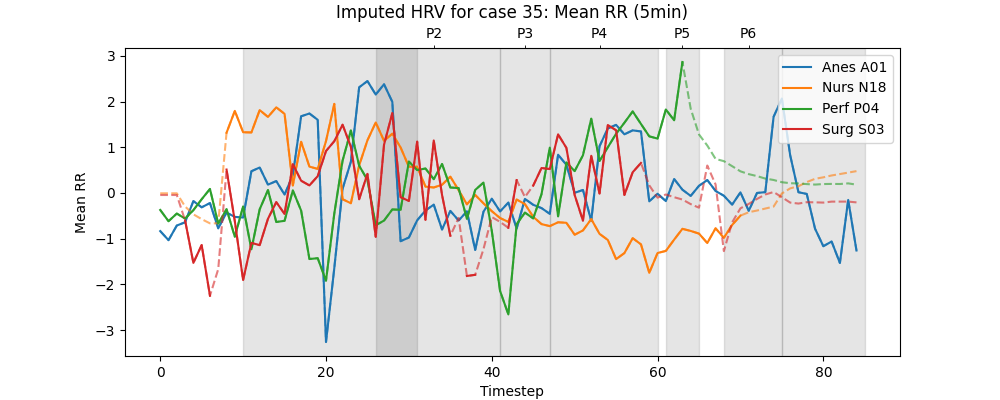 Imputed HRV for case 35: Mean RR (5min)
P2 P3 P4 P5 P6
Anes A01
Nurs N18
Perf P04
Surg S03
3
2
1
0
−1
−2
−3
Mean RR
0 20 40 60 80
Timestep